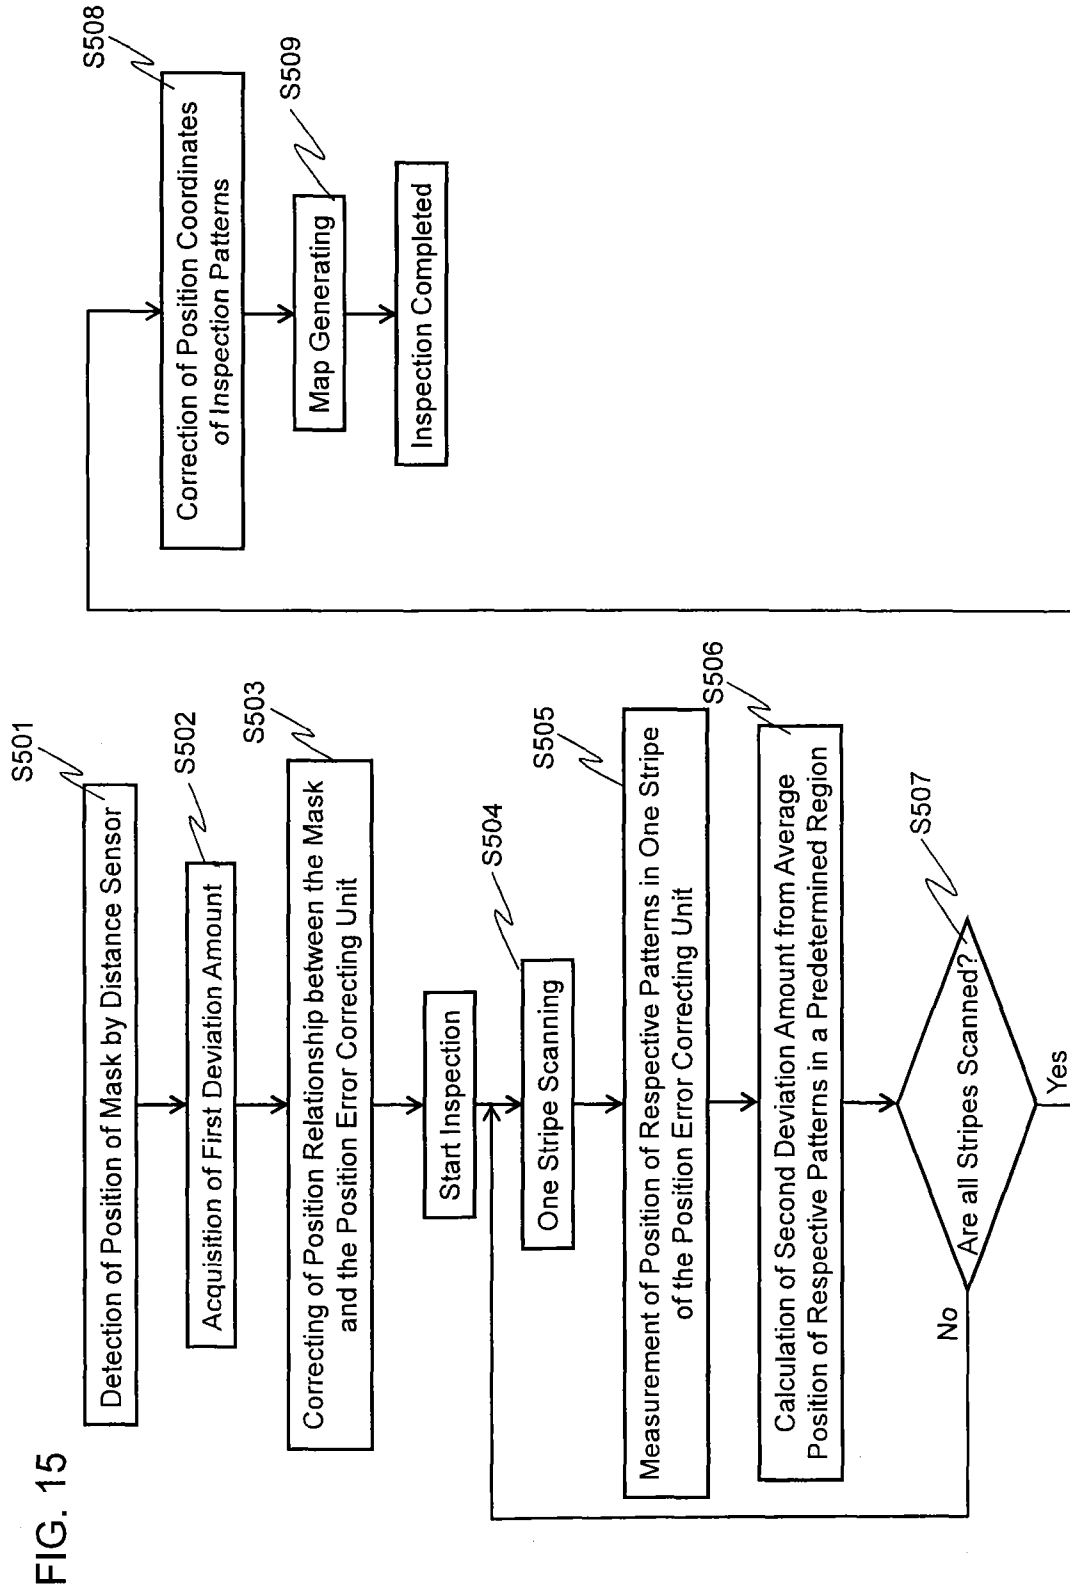 FIG. 15
S501
Detection of Position of Mask by Distance Sensor
S502
Acquisition of First Deviation Amount
S503
Correcting of Position Relationship between the Mask
and the Position Error Correcting Unit
Start Inspection
S504
One Stripe Scanning
S505
Measurement of Position of Respective Patterns in One Stripe
of the Position Error Correcting Unit
S506
Calculation of Second Deviation Amount from Average
Position of Respective Patterns in a Predetermined Region
S507
Are all Stripes Scanned?
No
Yes
S508
Correction of Position Coordinates
of Inspection Patterns
S509
Map Generating
Inspection Completed